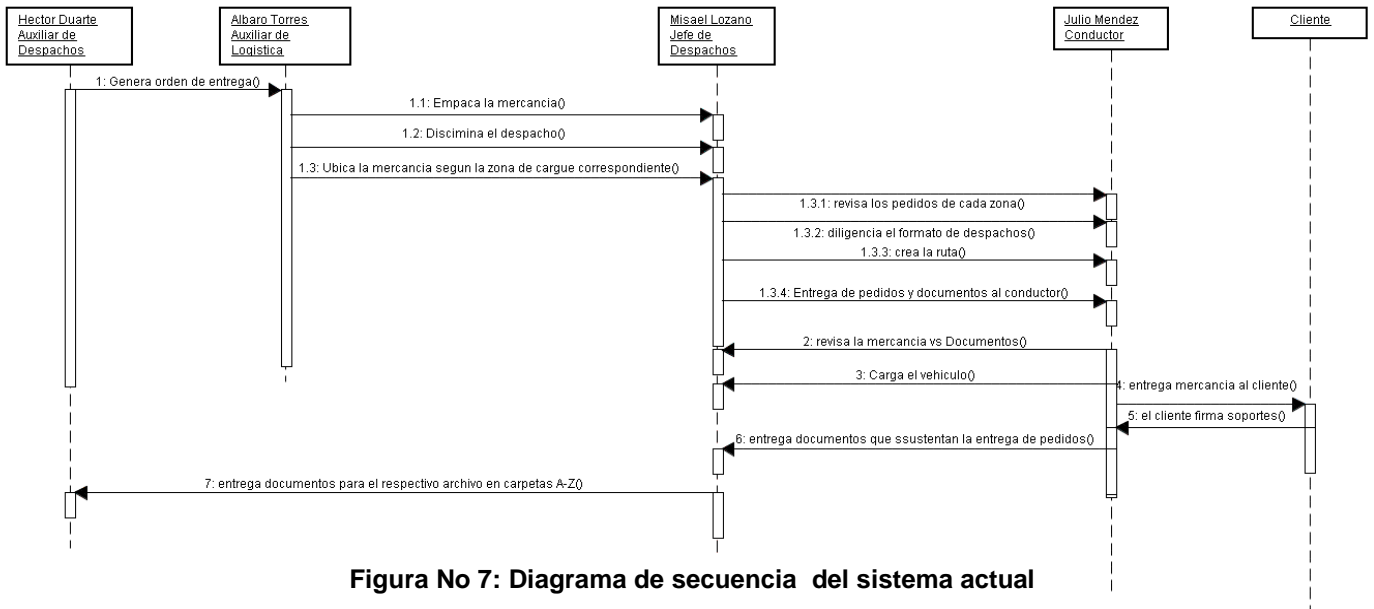 Hector Duarte
Auxiliar de
Despachos
Albaro Torres
Auxiliar de
Logistica
Misael Lozano
Jefe de
Despachos
Julio Mendez
Conductor
Cliente
1: Genera orden de entrega()
1.1: Empaca la mercancia()
1.2: Discimina el despacho()
1.3: Ubica la mercancia segun la zona de cargue correspondiente()
1.3.1: revisa los pedidos de cada zona()
1.3.2: diligencia el formato de despachos()
1.3.3: crea la ruta()
1.3.4: Entrega de pedidos y documentos al conductor()
2: revisa la mercancia vs Documentos()
3: Carga el vehiculo()
4: entrega mercancia al cliente()
5: el cliente firma soportes()
6: entrega documentos que ssustentan la entrega de pedidos()
7: entrega documentos para el respectivo archivo en carpetas A-Z()
Figura No 7: Diagrama de secuencia del sistema actual